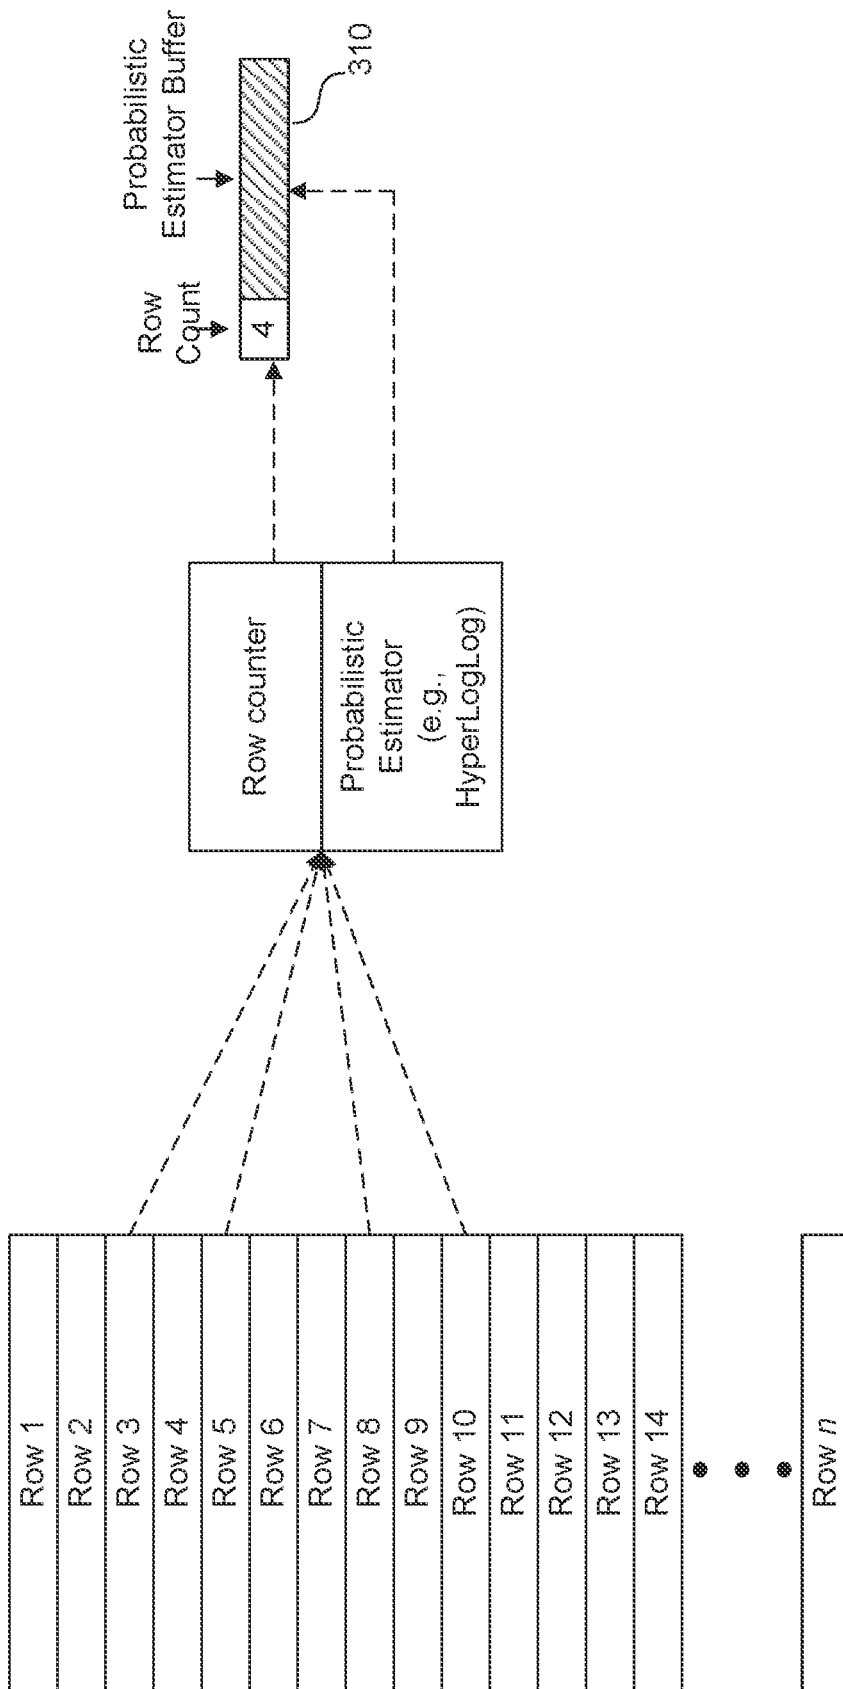 Row 1
Row 2
Row 3
Row 4
Row 5
Row 6
Row 7
Row 8
Row 9
Row 10
Row 11
Row 12
Row 13
Row 14
Row n
Row counter
Probabilistic
Estimator
(e.g.,
HyperLogLog)
Row
Count
4
Probabilistic
Estimator Buffer
310